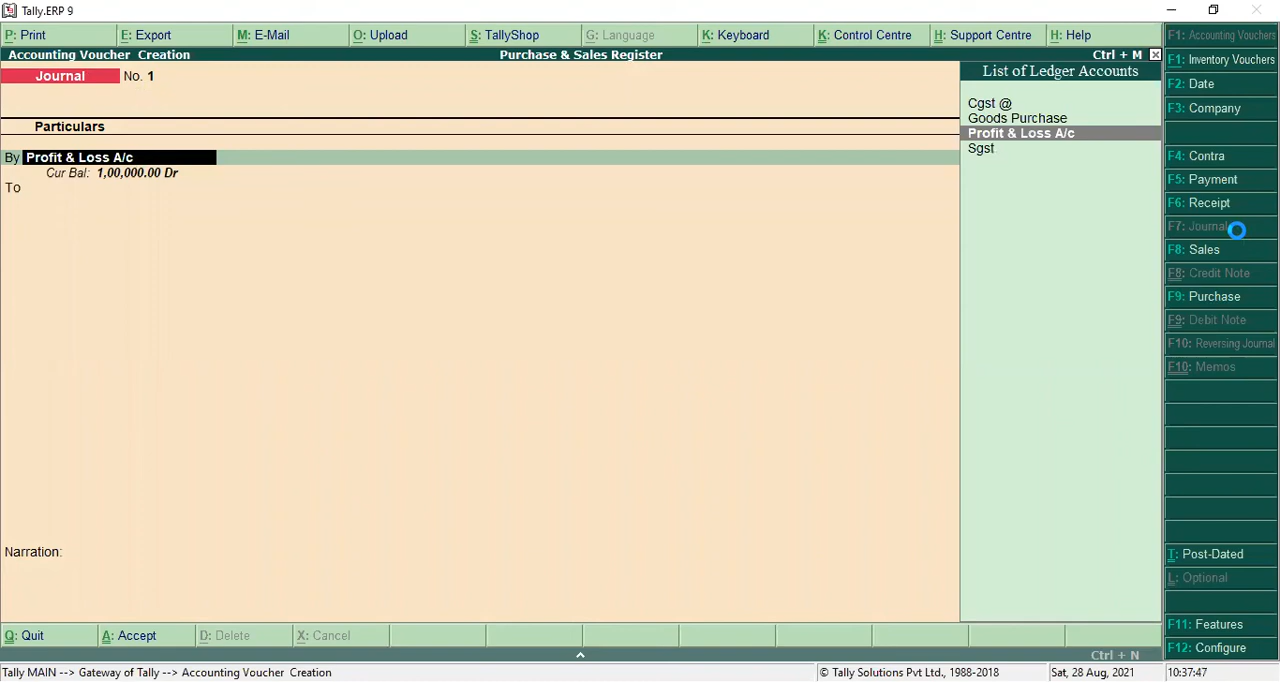 Tally.ERP 9
P: Print
E: Export
M: E-Mail
O: Upload
S: TallyShop
G: Language
K: Keyboard
K: Control Centre
H: Support Centre
H: Help
F1: Accounting Vouchers
Accounting Voucher Creation
Purchase & Sales Register
Ctrl + M
F1: Inventory Vouchers
Journal No. 1
List of Ledger Accounts
F2: Date
Cgst @
F3: Company
Particulars
Goods Purchase
Profit & Loss A/c
Sgst
By Profit & Loss A/c
F4: Contra
Cur Bal: 1,00,000.00 Dr
F5: Payment
To
F6: Receipt
F7: Journal
F8: Sales
F8: Credit Note
F9: Purchase
F9: Debit Note
F10: Reversing Journal
F10: Memos
Narration:
T: Post-Dated
L: Optional
F11: Features
Q: Quit
A: Accept
D: Delete
X: Cancel
F12: Configure
Ctrl + N
Tally MAIN --> Gateway of Tally --> Accounting Voucher Creation
© Tally Solutions Pvt Ltd., 1988-2018
Sat, 28 Aug, 2021
10:37:47